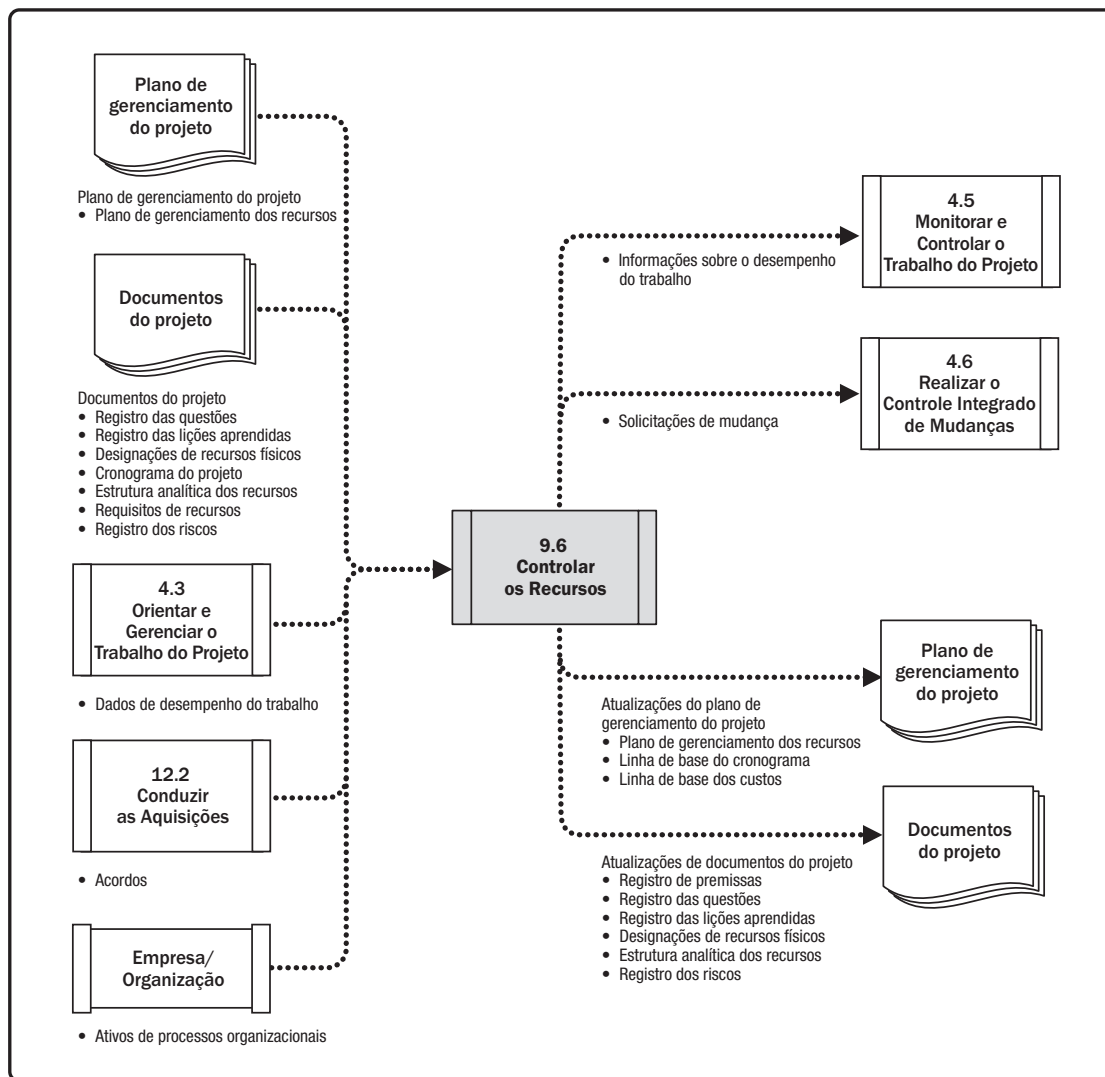 Plano de
gerenciamento
do projeto
Plano de gerenciamento do projeto
• Plano de gerenciamento dos recursos
Documentos
do projeto
Documentos do projeto
• Registro das questões
• Registro das lições aprendidas
• Designações de recursos físicos
• Cronograma do projeto
• Estrutura analítica dos recursos
• Requisitos de recursos
• Registro dos riscos
4.3
Orientar e
Gerenciar o
Trabalho do Projeto
• Dados de desempenho do trabalho
12.2
Conduzir
as Aquisições
• Acordos
Empresa/
Organização
• Ativos de processos organizacionais
9.6
Controlar
os Recursos
• Informações sobre o desempenho
do trabalho
4.5
Monitorar e
Controlar o
Trabalho do Projeto
• Solicitações de mudança
4.6
Realizar o
Controle Integrado
de Mudanças
Atualizações do plano de
gerenciamento do projeto
• Plano de gerenciamento dos recursos
• Linha de base do cronograma
• Linha de base dos custos
Plano de
gerenciamento
do projeto
Atualizações de documentos do projeto
• Registro de premissas
• Registro das questões
• Registro das lições aprendidas
• Designações de recursos físicos
• Estrutura analítica dos recursos
• Registro dos riscos
Documentos
do projeto